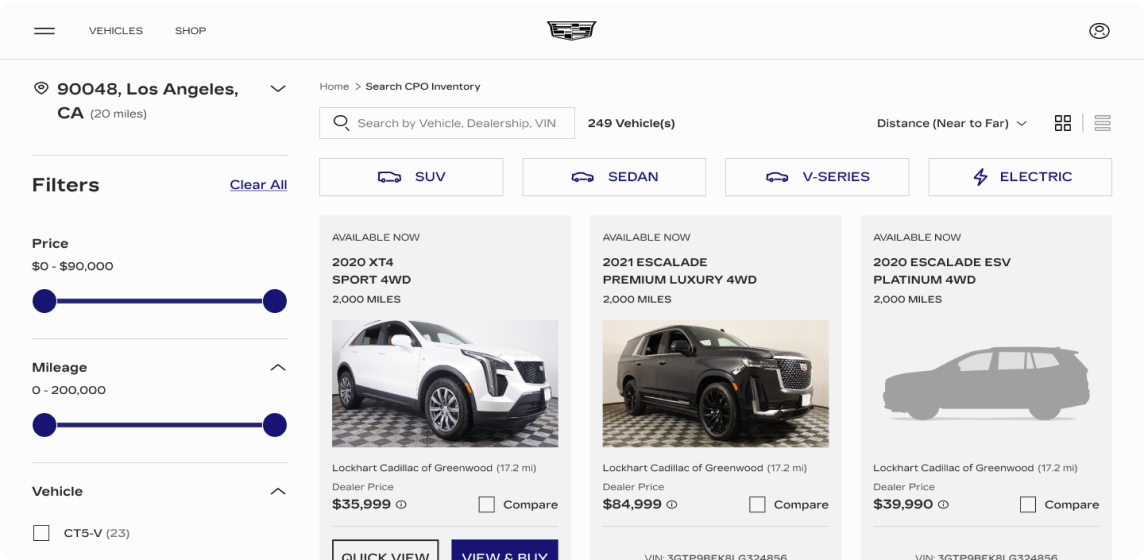 VEHICLES
SHOP
90048, Los Angeles,
CA (20 miles)
Filters
Clear All
Price
$0 - $90,000
Mileage
0 - 200,000
Vehicle
CT5-V (23)
Home > Search CPO Inventory
Search by Vehicle, Dealership, VIN
249 Vehicle(s)
Distance (Near to Far)
SUV
SEDAN
V-SERIES
ELECTRIC
AVAILABLE NOW
2020 XT4
SPORT 4WD
2,000 MILES
Lockhart Cadillac of Greenwood (17.2 mi)
Dealer Price
$35,999
Compare
QUICK VIEW
VIEW & BUY
AVAILABLE NOW
2021 ESCALADE
PREMIUM LUXURY 4WD
2,000 MILES
Lockhart Cadillac of Greenwood (17.2 mi)
Dealer Price
$84,999
Compare
VIN: 3GTP9BEK8LG324856
AVAILABLE NOW
2020 ESCALADE ESV
PLATINUM 4WD
2,000 MILES
Lockhart Cadillac of Greenwood (17.2 mi)
Dealer Price
$39,990
Compare
VIN: 3GTP9BEK8LG324856